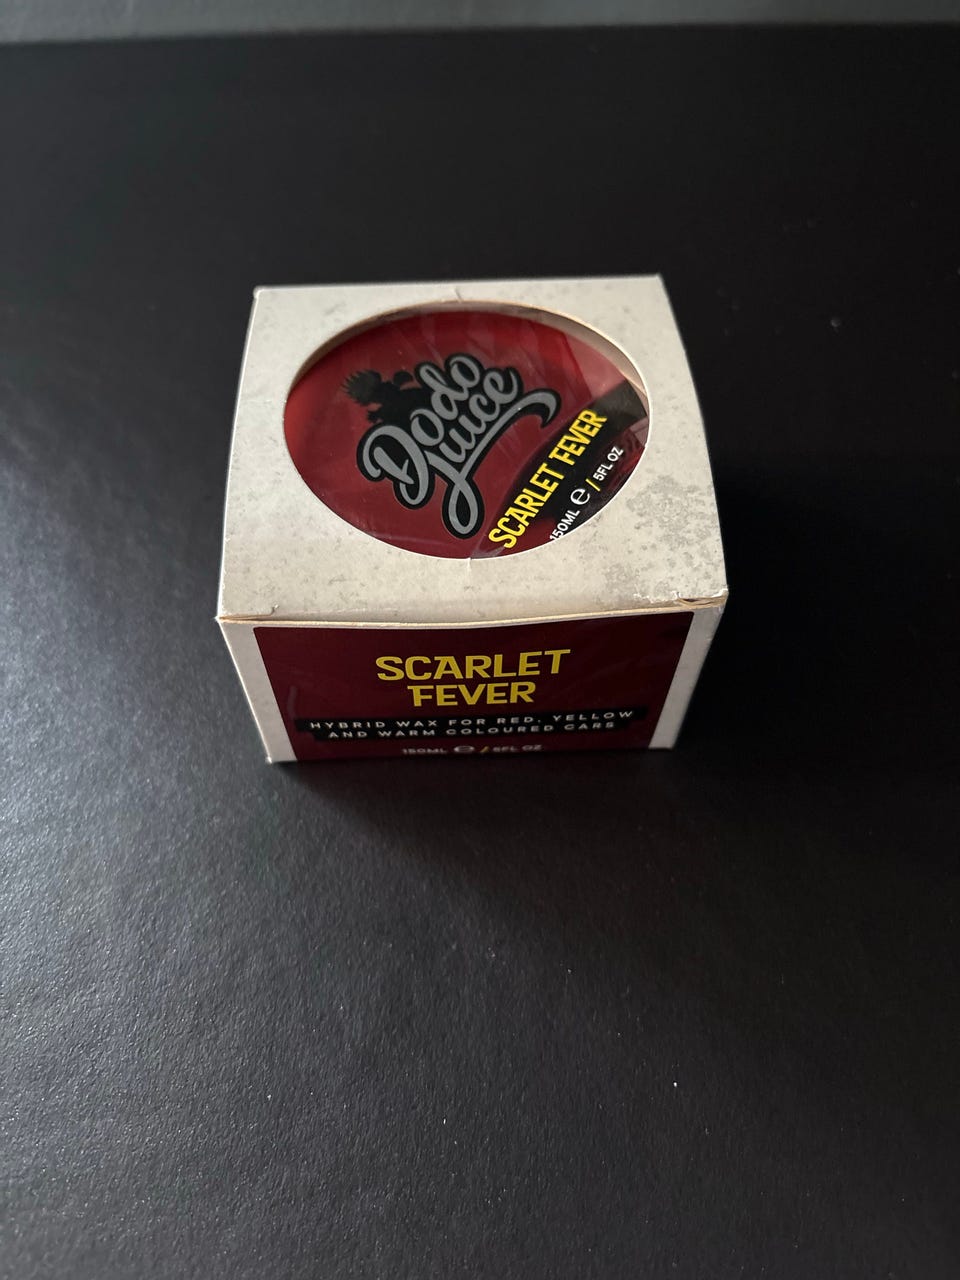 Dodo
Juice
SCARLET FEVER
150ML e / 5FL OZ
SCARLET
FEVER
HYBRID WAX FOR RED, YELLOW
AND WARM COLOURED CARS
150ML e / 5FL OZ